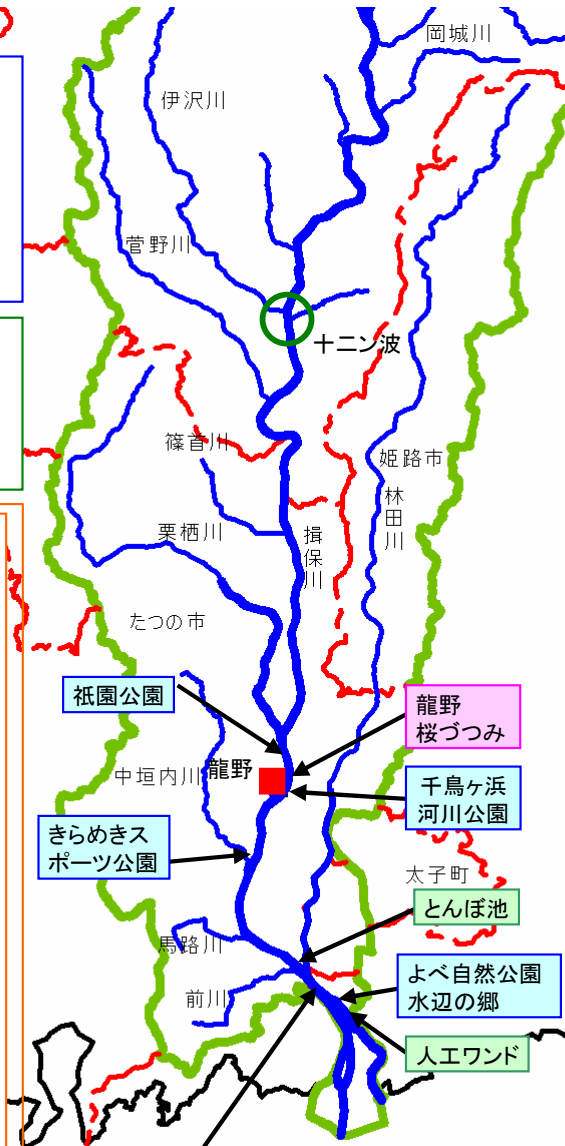 岡城川
伊沢川
菅野川
十二ン波
篠首川
姫路市
林田川
栗栖川
揖保川
たつの市
祇園公園
龍野
桜づつみ
中垣内川
龍野
千鳥ヶ浜
河川公園
きらめきス
ポーツ公園
太子町
とんぼ池
馬路川
よべ自然公園
水辺の郷
前川
人工ワンド